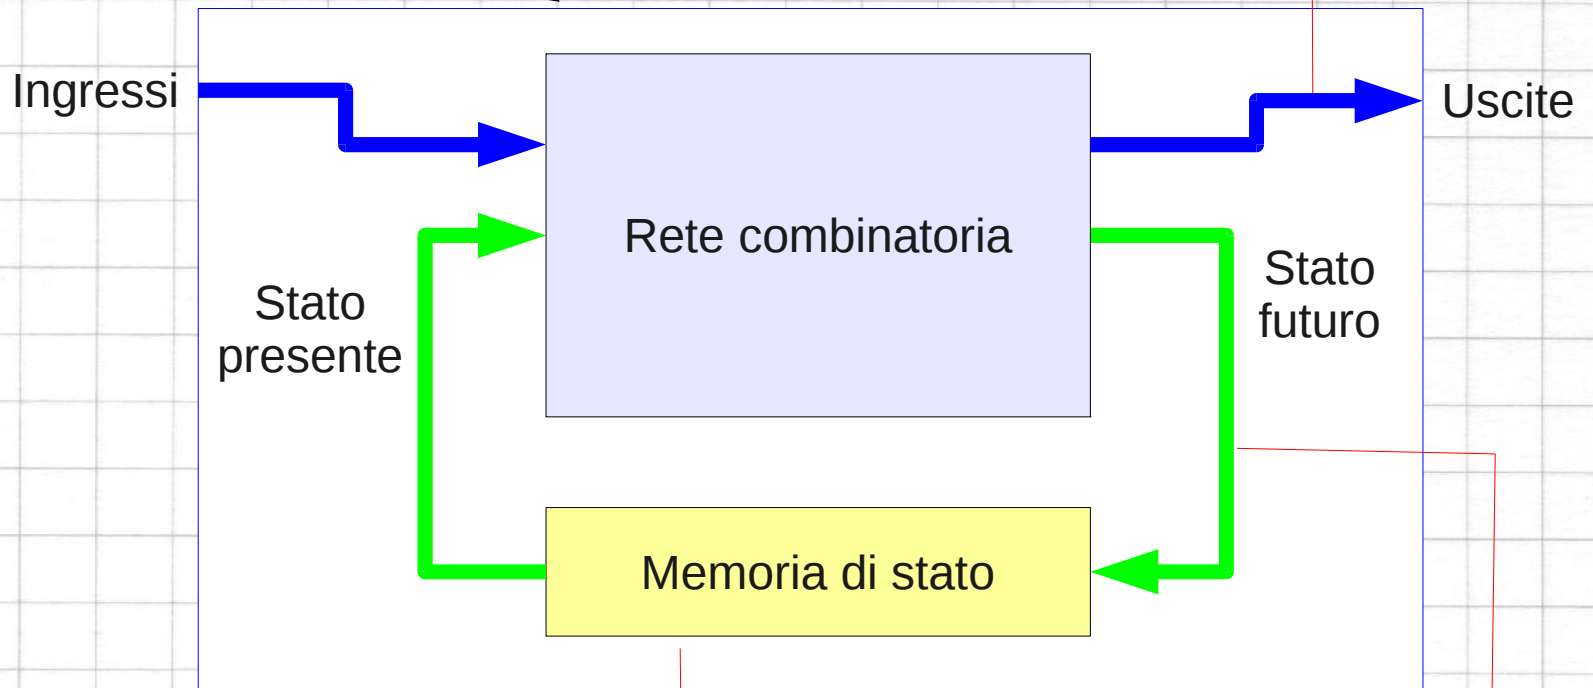 Ingressi
Uscite
Rete combinatoria
Stato
presente
Stato
futuro
Memoria di stato